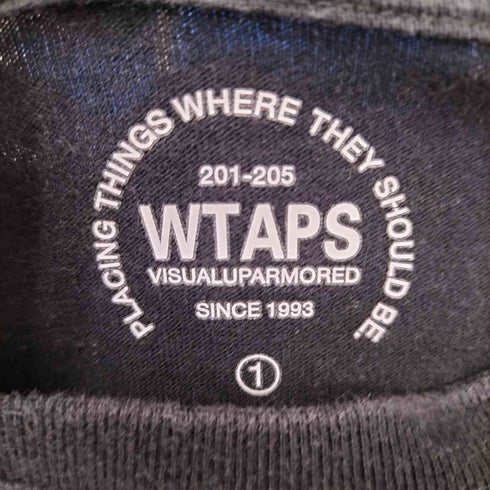 PLACING THINGS WHERE THEY SHOULD BE.
201-205
WTAPS
VISUALUPARMORED
SINCE 1993
1